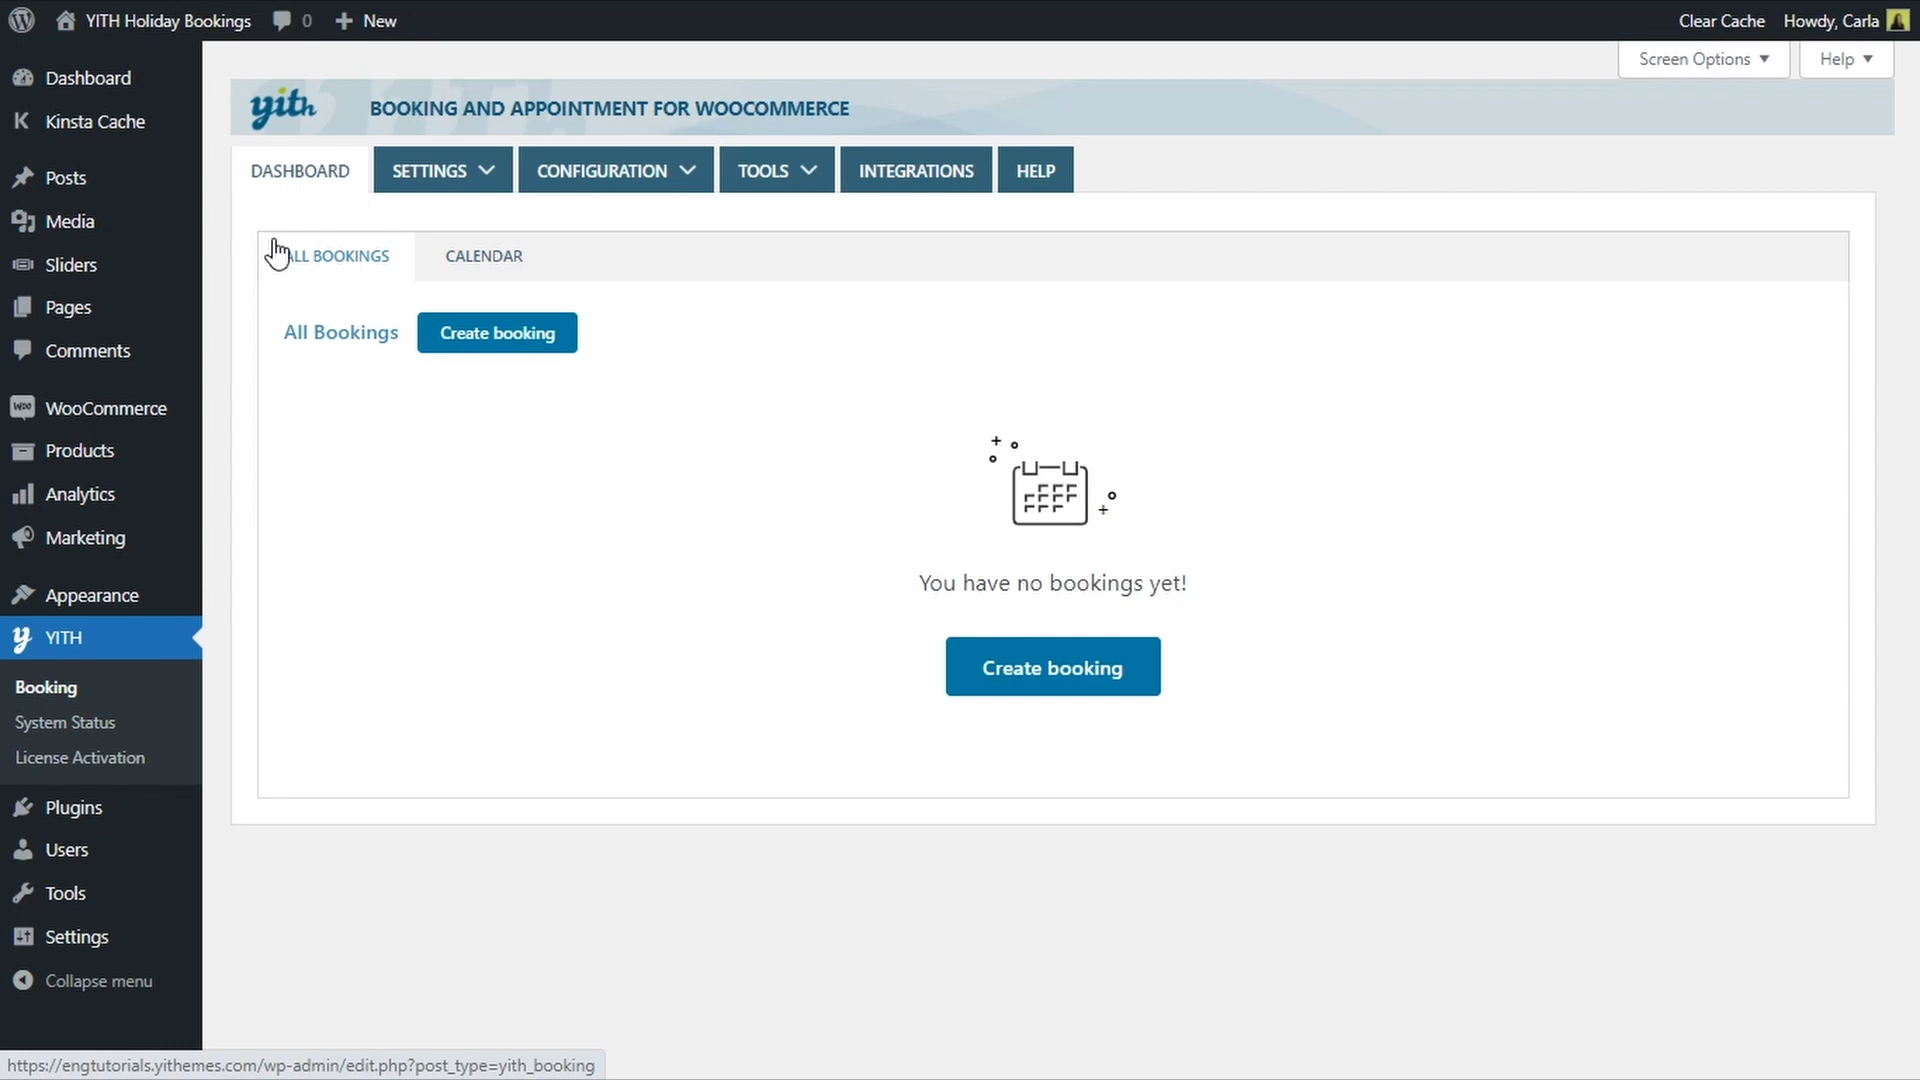 YITH Holiday Bookings 0 New Clear Cache Howdy, Carla
Screen Options Help
Dashboard
Kinsta Cache
Posts
Media
Sliders
Pages
Comments
WooCommerce
Products
Analytics
Marketing
Appearance
YITH
Booking
System Status
License Activation
Plugins
Users
Tools
Settings
Collapse menu
yith BOOKING AND APPOINTMENT FOR WOOCOMMERCE
DASHBOARD SETTINGS CONFIGURATION TOOLS INTEGRATIONS HELP
ALL BOOKINGS CALENDAR
All Bookings Create booking
You have no bookings yet!
Create booking
https://engtutorials.yithemes.com/wp-admin/edit.php?post_type=yith_booking